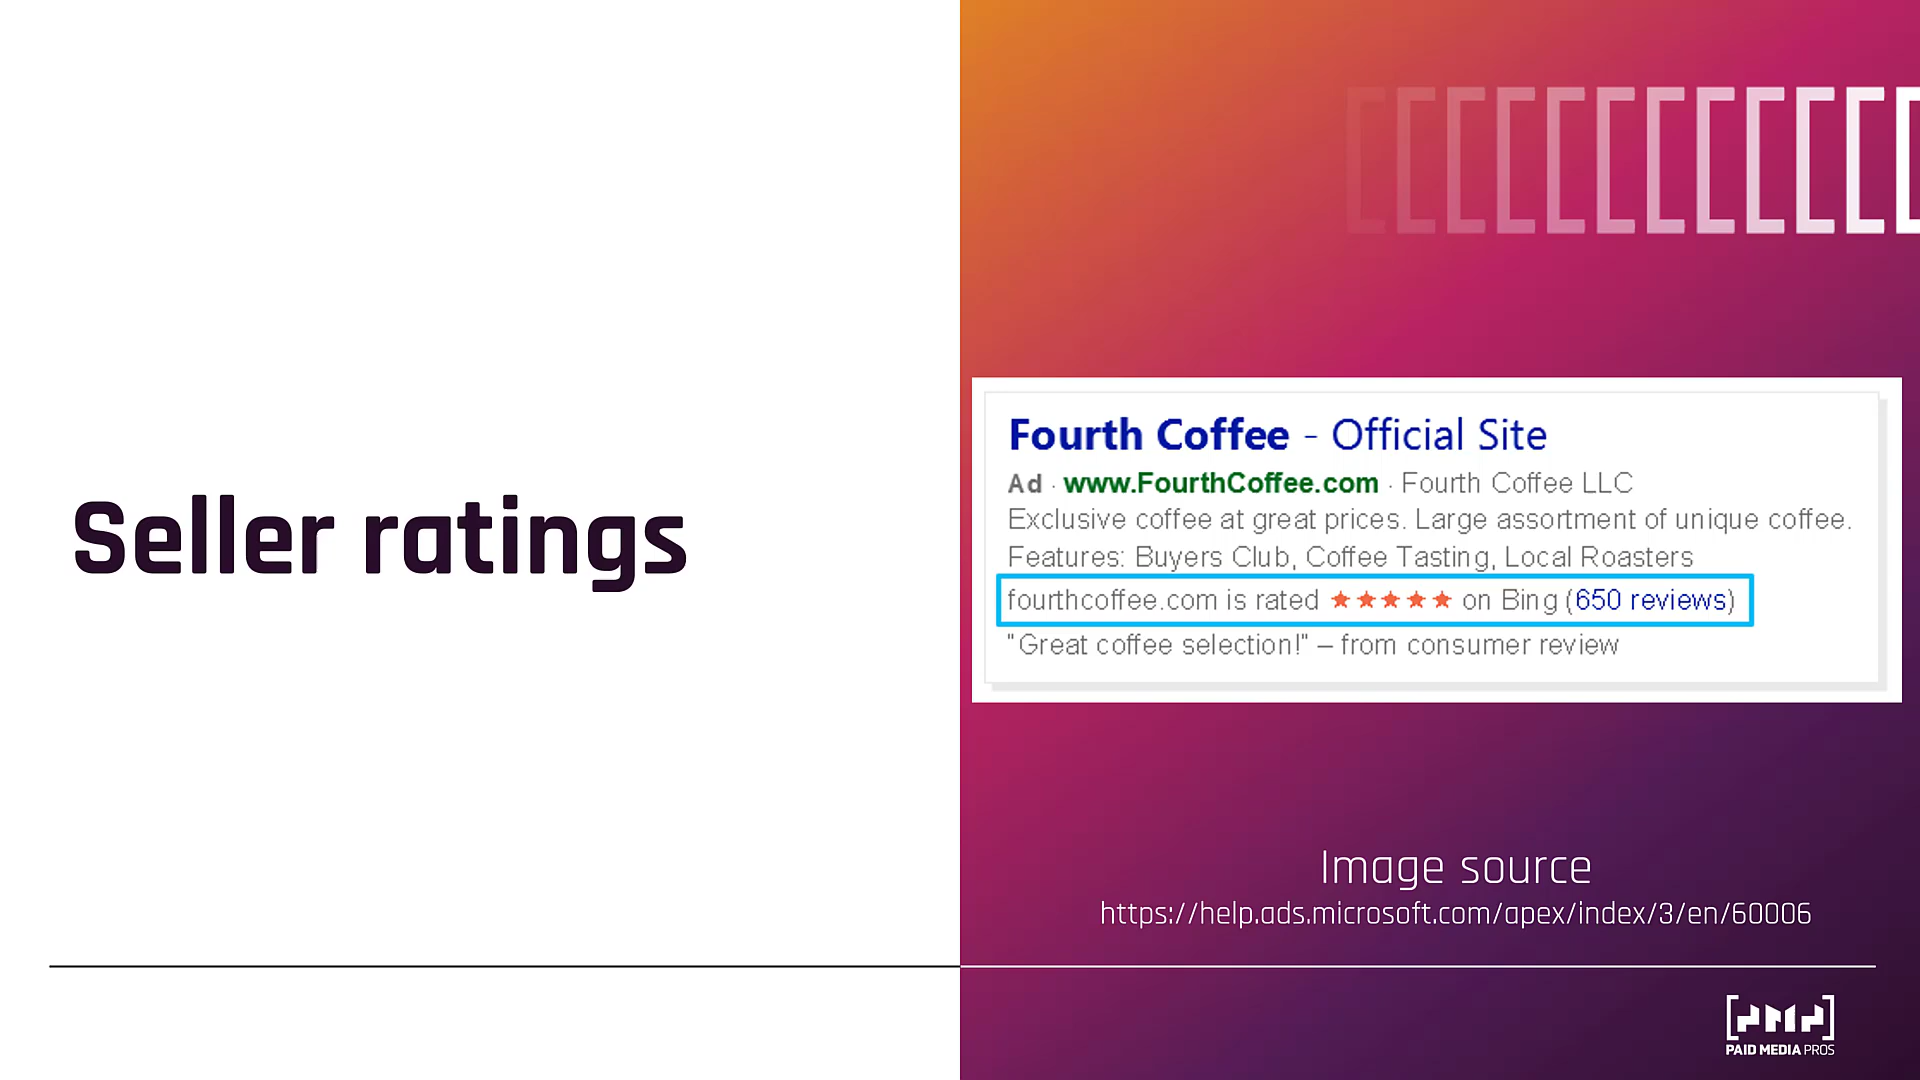 Seller ratings
Fourth Coffee - Official Site
Ad · www.FourthCoffee.com · Fourth Coffee LLC
Exclusive coffee at great prices. Large assortment of unique coffee.
Features: Buyers Club, Coffee Tasting, Local Roasters
fourthcoffee.com is rated ★★★★★ on Bing (650 reviews)
"Great coffee selection!" – from consumer review
Image source
https://help.ads.microsoft.com/apex/index/3/en/60006
[PMP]
PAID MEDIA PROS